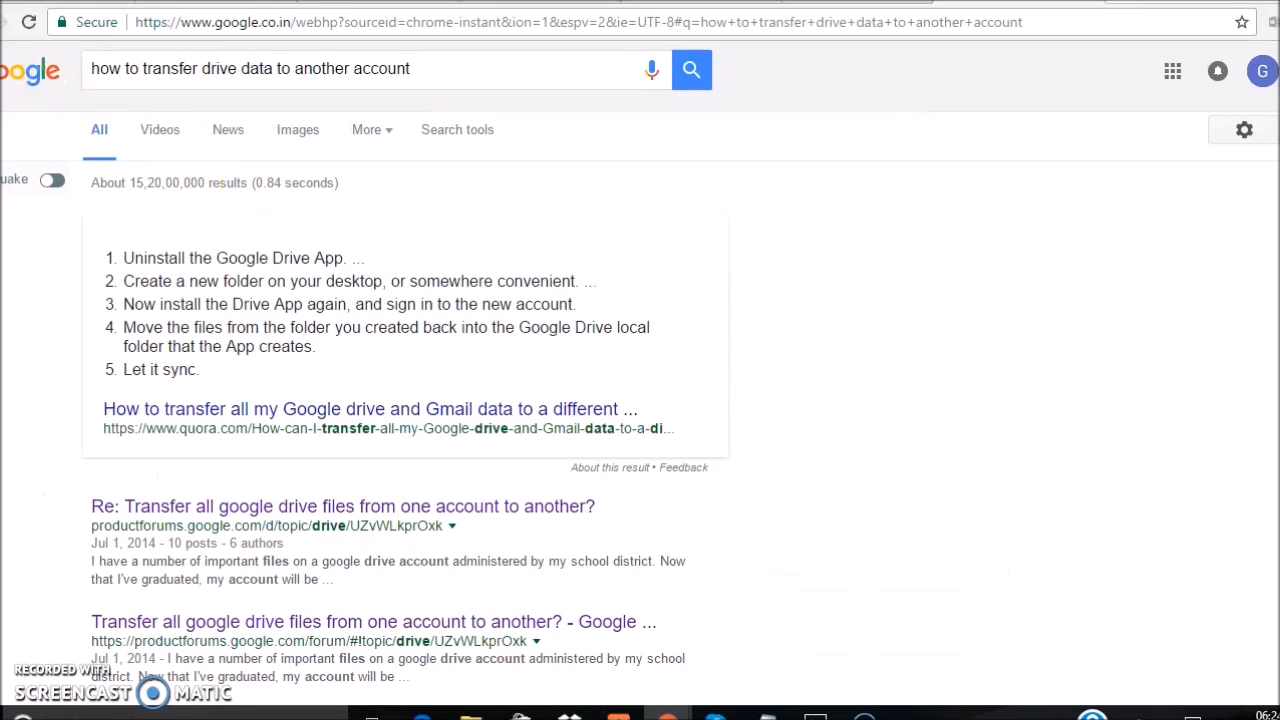 Secure https://www.google.co.in/webhp?sourceid=chrome-instant&ion=1&espv=2&ie=UTF-8#q=how+to+transfer+drive+data+to+another+account
oogle how to transfer drive data to another account G
All Videos News Images More Search tools
uake About 15,20,00,000 results (0.84 seconds)
1. Uninstall the Google Drive App. ...
2. Create a new folder on your desktop, or somewhere convenient. ...
3. Now install the Drive App again, and sign in to the new account.
4. Move the files from the folder you created back into the Google Drive local
folder that the App creates.
5. Let it sync.
How to transfer all my Google drive and Gmail data to a different ...
https://www.quora.com/How-can-I-transfer-all-my-Google-drive-and-Gmail-data-to-a-di...
About this result • Feedback
Re: Transfer all google drive files from one account to another?
productforums.google.com/d/topic/drive/UZvWLkprOxk
Jul 1, 2014 - 10 posts - 6 authors
I have a number of important files on a google drive account administered by my school district. Now
that I've graduated, my account will be ...
Transfer all google drive files from one account to another? - Google ...
https://productforums.google.com/forum/#!topic/drive/UZvWLkprOxk
Jul 1, 2014 - I have a number of important files on a google drive account administered by my school
district. Now that I've graduated, my account will be ...
RECORDED WITH
SCREENCAST MATIC